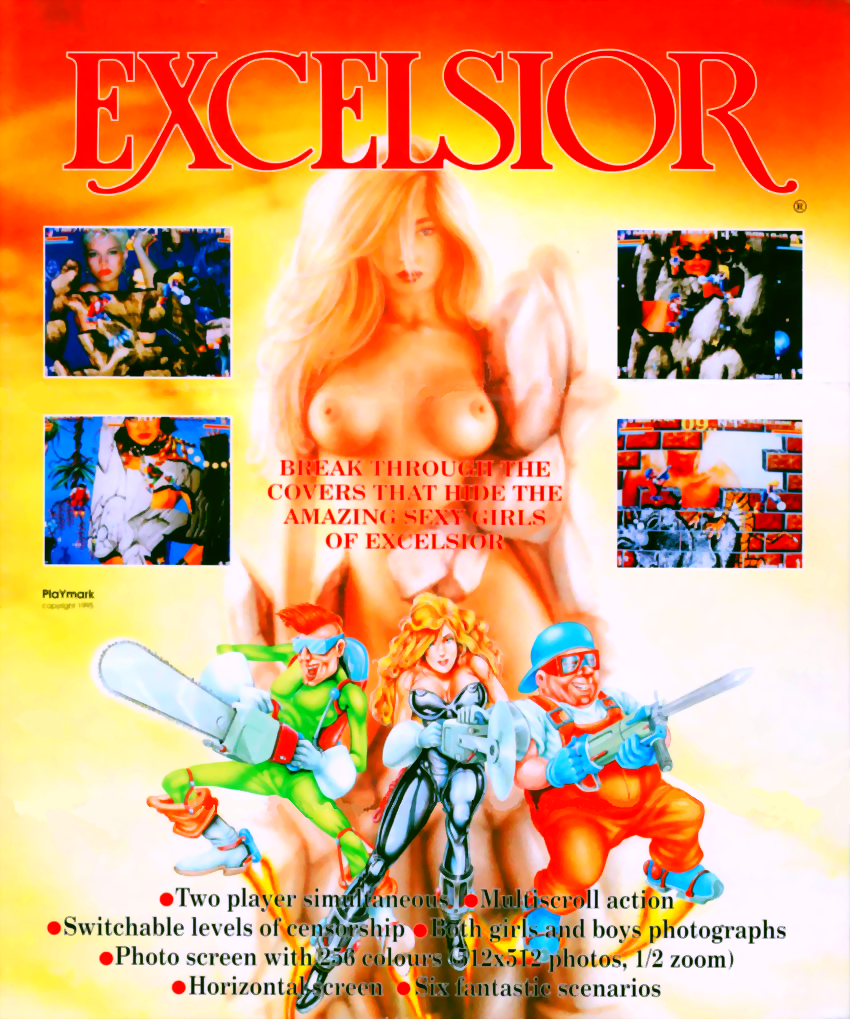 EXCELSIOR
®
BREAK THROUGH THE
COVERS THAT HIDE THE
AMAZING SEXY GIRLS
OF EXCELSIOR
PlaYmark
copyright 1995
●Two player simultaneous ●Multiscroll action
●Switchable levels of censorship ●Both girls and boys photographs
●Photo screen with 256 colours (512x512 photos, 1/2 zoom)
●Horizontal screen ●Six fantastic scenarios